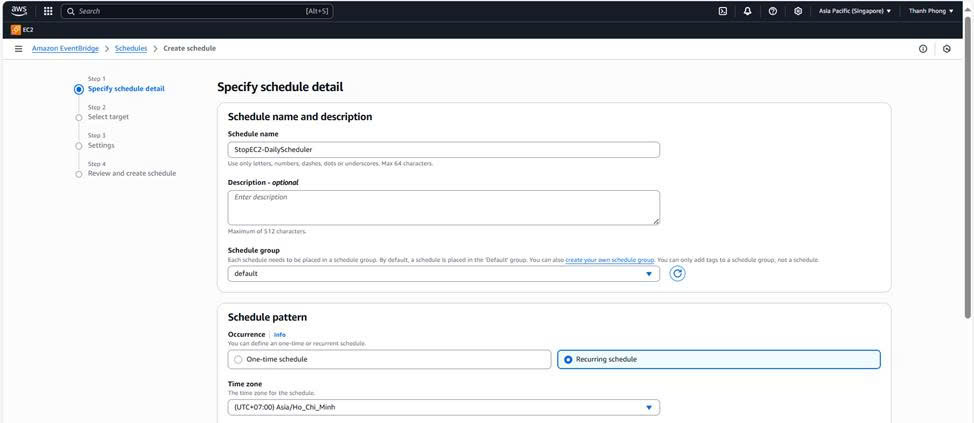 aws
Search [Alt+S]
Asia Pacific (Singapore)
Thanh Phong
EC2
Amazon EventBridge > Schedules > Create schedule
Step 1
Specify schedule detail
Step 2
Select target
Step 3
Settings
Step 4
Review and create schedule
Specify schedule detail
Schedule name and description
Schedule name
StopEC2-DailyScheduler
Use only letters, numbers, dashes, dots or underscores. Max 64 characters.
Description - optional
Enter description
Maximum of 512 characters.
Schedule group
Each schedule needs to be placed in a schedule group. By default, a schedule is placed in the 'Default' group. You can also create your own schedule group. You can only add tags to a schedule group, not a schedule.
default
Schedule pattern
Occurrence Info
You can define an one-time or recurrent schedule.
One-time schedule
Recurring schedule
Time zone
The time zone for the schedule.
(UTC+07:00) Asia/Ho_Chi_Minh